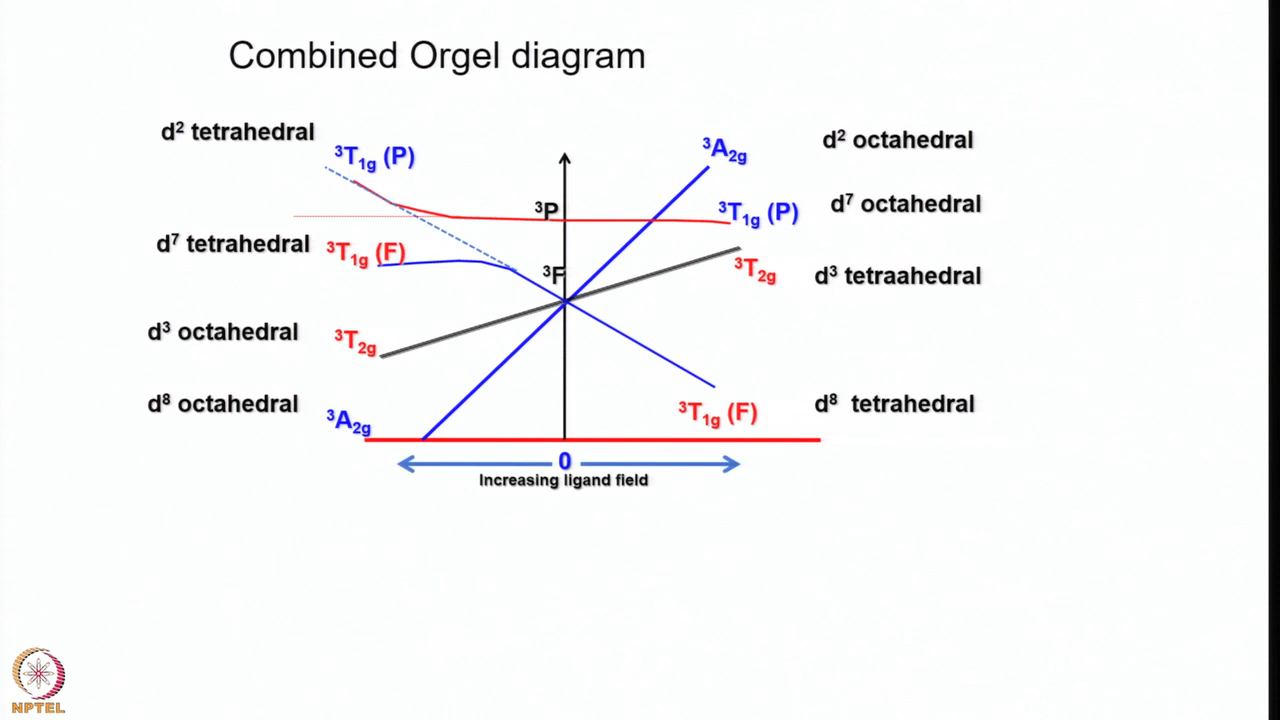 Combined Orgel diagram
d² tetrahedral
³T₁g (P)
³A₂g
d² octahedral
³P
³T₁g (P)
d⁷ octahedral
d⁷ tetrahedral
³T₁g (F)
³F
³T₂g
d³ tetraahedral
d³ octahedral
³T₂g
d⁸ octahedral
³A₂g
³T₁g (F)
d⁸ tetrahedral
0
Increasing ligand field
NPTEL